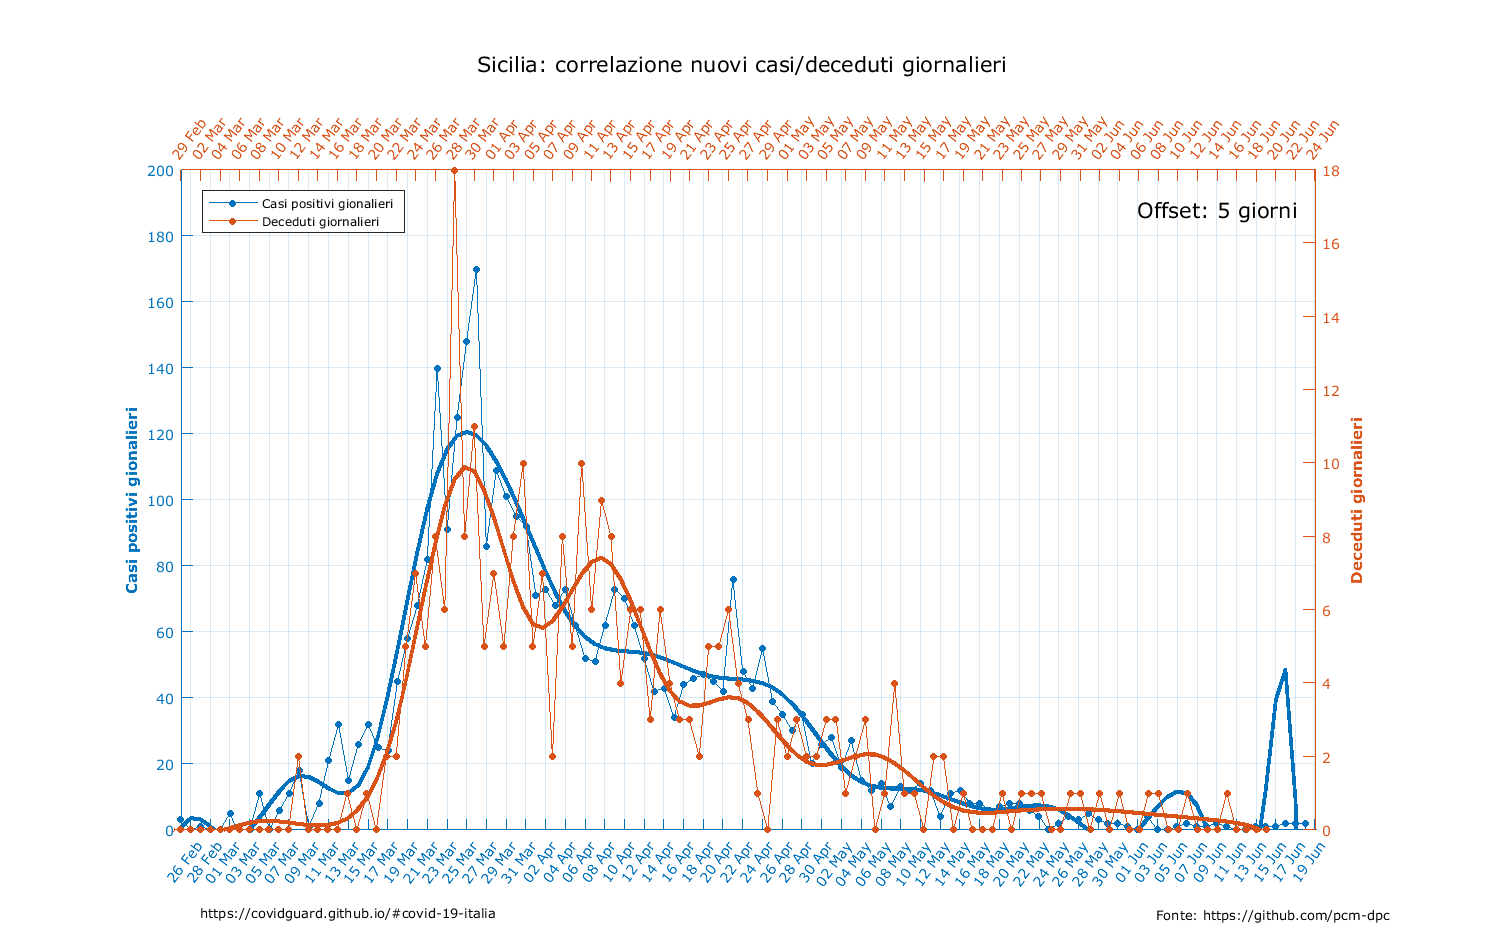 Sicilia: correlazione nuovi casi/deceduti giornalieri
29 Feb
02 Mar
04 Mar
06 Mar
08 Mar
10 Mar
12 Mar
14 Mar
16 Mar
18 Mar
20 Mar
22 Mar
24 Mar
26 Mar
28 Mar
30 Mar
01 Apr
03 Apr
05 Apr
07 Apr
09 Apr
11 Apr
13 Apr
15 Apr
17 Apr
19 Apr
21 Apr
23 Apr
25 Apr
27 Apr
29 Apr
01 May
03 May
05 May
07 May
09 May
11 May
13 May
15 May
17 May
19 May
21 May
23 May
25 May
27 May
29 May
31 May
02 Jun
04 Jun
06 Jun
08 Jun
10 Jun
12 Jun
14 Jun
16 Jun
18 Jun
20 Jun
22 Jun
24 Jun
Casi positivi gionalieri
Deceduti giornalieri
Offset: 5 giorni
200
180
160
140
120
100
80
60
40
20
0
Casi positivi gionalieri
18
16
14
12
10
8
6
4
2
0
Deceduti giornalieri
26 Feb
28 Feb
01 Mar
03 Mar
05 Mar
07 Mar
09 Mar
11 Mar
13 Mar
15 Mar
17 Mar
19 Mar
21 Mar
23 Mar
25 Mar
27 Mar
29 Mar
31 Mar
02 Apr
04 Apr
06 Apr
08 Apr
10 Apr
12 Apr
14 Apr
16 Apr
18 Apr
20 Apr
22 Apr
24 Apr
26 Apr
28 Apr
30 Apr
02 May
04 May
06 May
08 May
10 May
12 May
14 May
16 May
18 May
20 May
22 May
24 May
26 May
28 May
30 May
01 Jun
03 Jun
05 Jun
07 Jun
09 Jun
11 Jun
13 Jun
15 Jun
17 Jun
19 Jun
https://covidguard.github.io/#covid-19-italia
Fonte: https://github.com/pcm-dpc